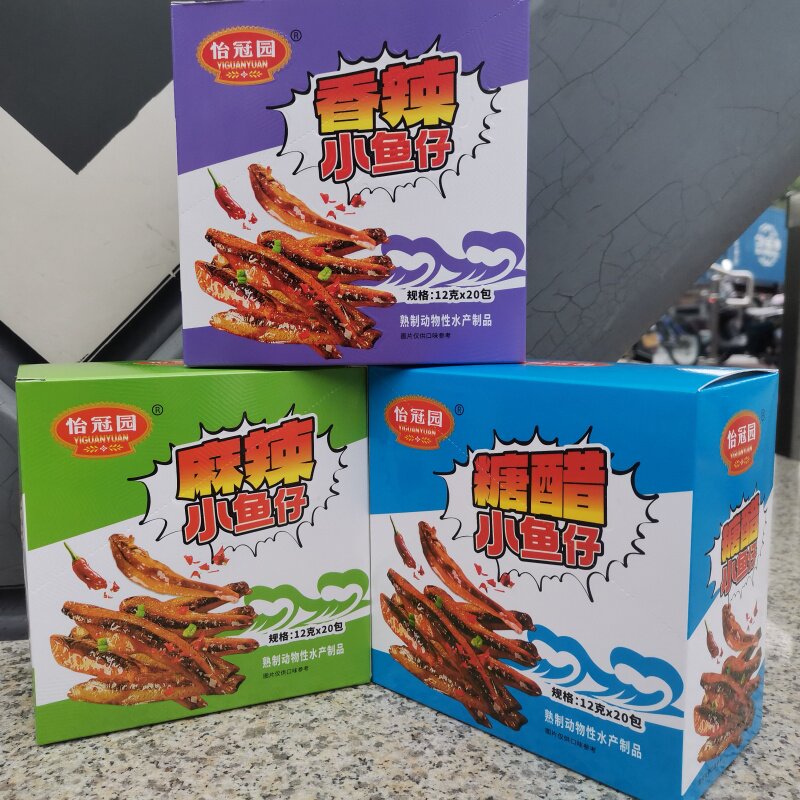 怡冠园
YIGUANYUAN
®
香辣
小鱼仔
规格:12克x20包
熟制动物性水产制品
图片仅供口味参考
怡冠园
YIGUANYUAN
®
麻辣
小鱼仔
规格:12克x20包
熟制动物性水产制品
图片仅供口味参考
怡冠园
YIGUANYUAN
®
糖醋
小鱼仔
规格:12克x20包
熟制动物性水产制品
图片仅供口味参考
怡冠园
糖醋
小鱼仔